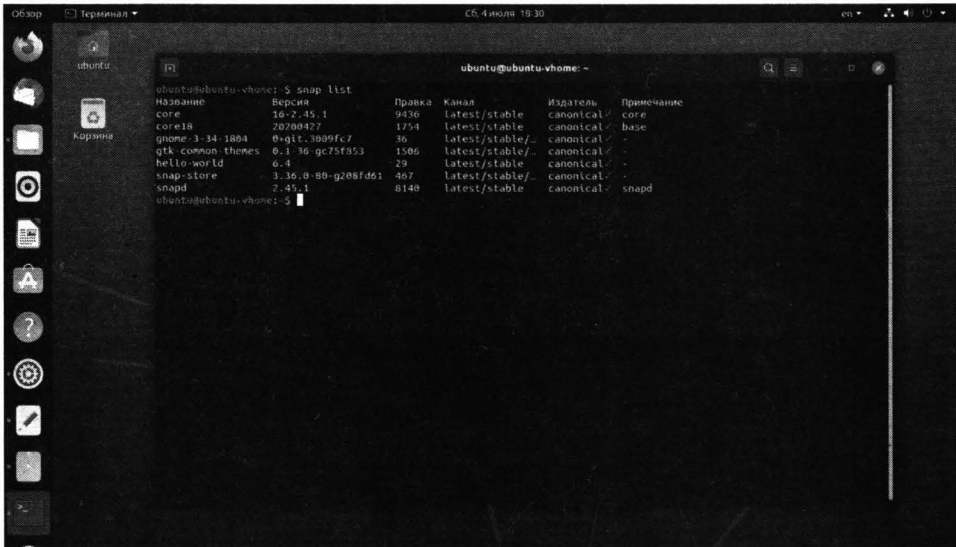 Обзор Терминал Сб, 4 июля 18:30 en
ubuntu
ubuntu@ubuntu-vhome: ~
Корзина
ubuntu@ubuntu-vhome:~$ snap list
Название Версия Правка Канал Издатель Примечание
core 16-2.45.1 9436 latest/stable canonical✓ core
core18 20200427 1754 latest/stable canonical✓ base
gnome-3-34-1804 0+git.3009fc7 36 latest/stable/… canonical✓ -
gtk-common-themes 0.1-36-gc75f853 1506 latest/stable/… canonical✓ -
hello-world 6.4 29 latest/stable canonical✓ -
snap-store 3.36.0-80-g208fd61 467 latest/stable/… canonical✓ -
snapd 2.45.1 8140 latest/stable canonical✓ snapd
ubuntu@ubuntu-vhome:~$